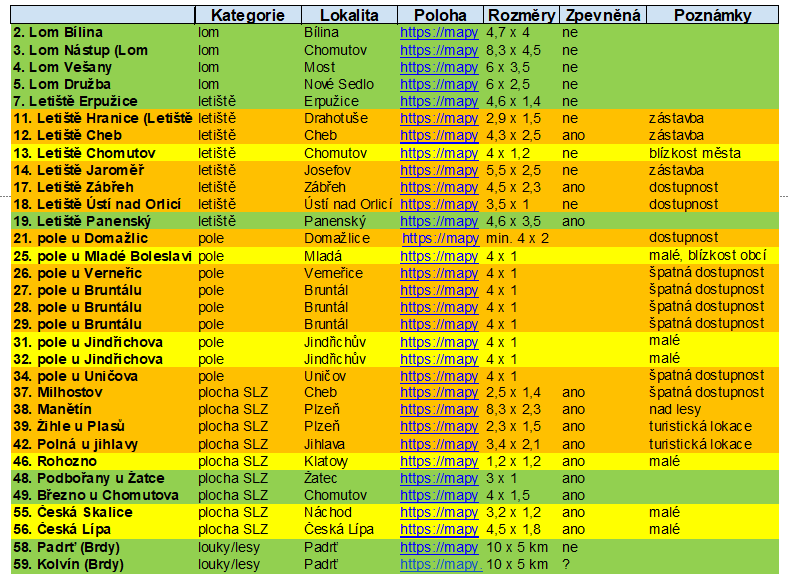 Kategorie Lokalita Poloha Rozměry Zpevněná Poznámky
2. Lom Bílina lom Bílina https://mapy 4,7 x 4 ne
3. Lom Nástup (Lom lom Chomutov https://mapy 8,3 x 4,5 ne
4. Lom Vešany lom Most https://mapy 6 x 3,5 ne
5. Lom Družba lom Nové Sedlo https://mapy 6 x 2,5 ne
7. Letiště Erpužice letiště Erpužice https://mapy 4,6 x 1,4 ne
11. Letiště Hranice (Letiště letiště Drahotuše https://mapy 2,9 x 1,5 ne zástavba
12. Letiště Cheb letiště Cheb https://mapy 4,3 x 2,5 ano zástavba
13. Letiště Chomutov letiště Chomutov https://mapy 4 x 1,2 ne blízkost města
14. Letiště Jaroměř letiště Josefov https://mapy 5,5 x 2,5 ne zástavba
17. Letiště Zábřeh letiště Zábřeh https://mapy 4,5 x 2,3 ano dostupnost
18. Letiště Ústí nad Orlicí letiště Ústí nad Orlicí https://mapy 3,5 x 1 ne dostupnost
19. Letiště Panenský letiště Panenský https://mapy 4,6 x 3,5 ano
21. pole u Domažlic pole Domažlice https://mapy min. 4 x 2 dostupnost
25. pole u Mladé Boleslavi pole Mladá https://mapy 4 x 1 malé, blízkost obcí
26. pole u Verneřic pole Verneřice https://mapy 4 x 1 špatná dostupnost
27. pole u Bruntálu pole Bruntál https://mapy 4 x 1 špatná dostupnost
28. pole u Bruntálu pole Bruntál https://mapy 4 x 1 špatná dostupnost
29. pole u Bruntálu pole Bruntál https://mapy 4 x 1 špatná dostupnost
31. pole u Jindřichova pole Jindřichův https://mapy 4 x 1 malé
32. pole u Jindřichova pole Jindřichův https://mapy 4 x 1 malé
34. pole u Uničova pole Uničov https://mapy 4 x 1 špatná dostupnost
37. Milhostov plocha SLZ Cheb https://mapy 2,5 x 1,4 ano špatná dostupnost
38. Manětín plocha SLZ Plzeň https://mapy 8,3 x 2,3 ano nad lesy
39. Žihle u Plasů plocha SLZ Plzeň https://mapy 2,3 x 1,5 ano turistická lokace
42. Polná u jihlavy plocha SLZ Jihlava https://mapy 3,4 x 2,1 ano turistická lokace
46. Rohozno plocha SLZ Klatovy https://mapy 1,2 x 1,2 ano malé
48. Podbořany u Žatce plocha SLZ Žatec https://mapy 3 x 1 ano
49. Březno u Chomutova plocha SLZ Chomutov https://mapy 4 x 1,5 ano
55. Česká Skalice plocha SLZ Náchod https://mapy 3,2 x 1,2 ano malé
56. Česká Lípa plocha SLZ Česká Lípa https://mapy 4,5 x 1,8 ano malé
58. Padrť (Brdy) louky/lesy Padrť https://mapy 10 x 5 km ne
59. Kolvín (Brdy) louky/lesy Padrť https://mapy. 10 x 5 km ?